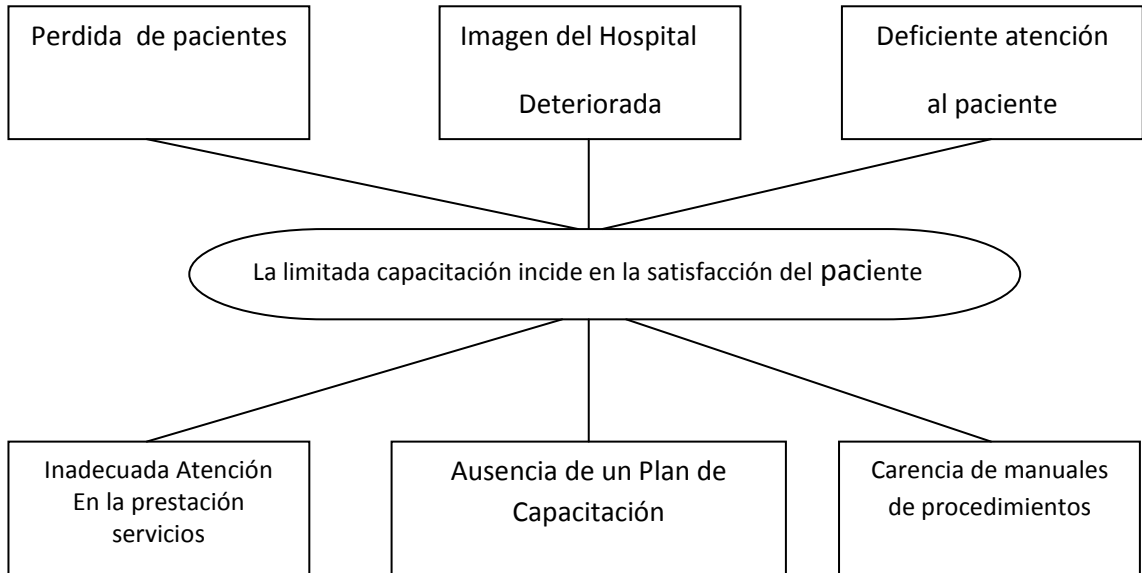 Perdida de pacientes
Imagen del Hospital
Deteriorada
Deficiente atención
al paciente
La limitada capacitación incide en la satisfacción del paciente
Inadecuada Atención
En la prestación
servicios
Ausencia de un Plan de
Capacitación
Carencia de manuales
de procedimientos